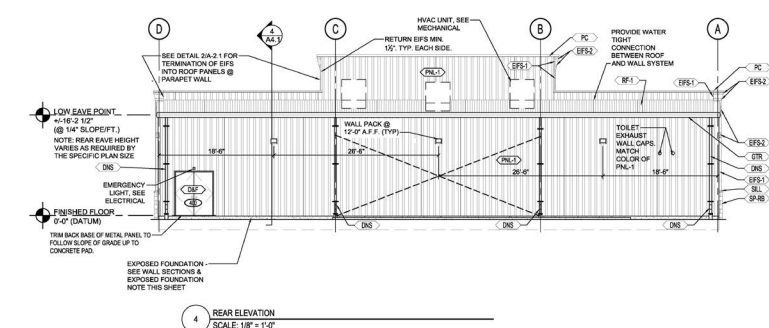 D
4
A4.1
C
HVAC UNIT, SEE
MECHANICAL
B
A
RETURN EIFS MIN.
1½". TYP. EACH SIDE.
PC
EIFS-2
EIFS-1
PROVIDE WATER
TIGHT
CONNECTION
BETWEEN ROOF
AND WALL SYSTEM
SEE DETAIL 2/A-2.1 FOR
TERMINATION OF EIFS
INTO ROOF PANELS @
PARAPET WALL
PNL-1
RF-1
EIFS-1
PC
EIFS-2
LOW EAVE POINT
+/-16'-2 1/2"
(@ 1/4" SLOPE/FT.)
NOTE: REAR EAVE HEIGHT
VARIES AS REQUIRED BY
THE SPECIFIC PLAN SIZE
DNS
WALL PACK @
12'-0" A.F.F. (TYP)
TOILET
EXHAUST
WALL CAPS.
MATCH
COLOR OF
PNL-1
18'-6"
26'-6"
PNL-1
26'-6"
18'-6"
EIFS-2
GTR
DNS
EIFS-1
SILL
SP-RB
EMERGENCY
LIGHT, SEE
ELECTRICAL
D&F
400
FINISHED FLOOR
0'-0" (DATUM)
DNS
DNS
DNS
TRIM BACK BASE OF METAL PANEL TO
FOLLOW SLOPE OF GRADE UP TO
CONCRETE PAD.
EXPOSED FOUNDATION -
SEE WALL SECTIONS &
EXPOSED FOUNDATION
NOTE THIS SHEET
4
REAR ELEVATION
SCALE: 1/8" = 1'-0"